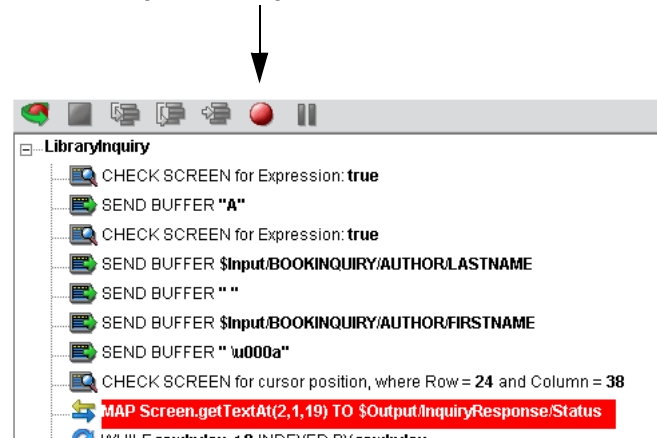 LibraryInquiry
CHECK SCREEN for Expression: true
SEND BUFFER "A"
CHECK SCREEN for Expression: true
SEND BUFFER $Input/BOOKINQUIRY/AUTHOR/LASTNAME
SEND BUFFER " "
SEND BUFFER $Input/BOOKINQUIRY/AUTHOR/FIRSTNAME
SEND BUFFER " \u000a"
CHECK SCREEN for cursor position, where Row = 24 and Column = 38
MAP Screen.getTextAt(2,1,19) TO $Output/InquiryResponse/Status